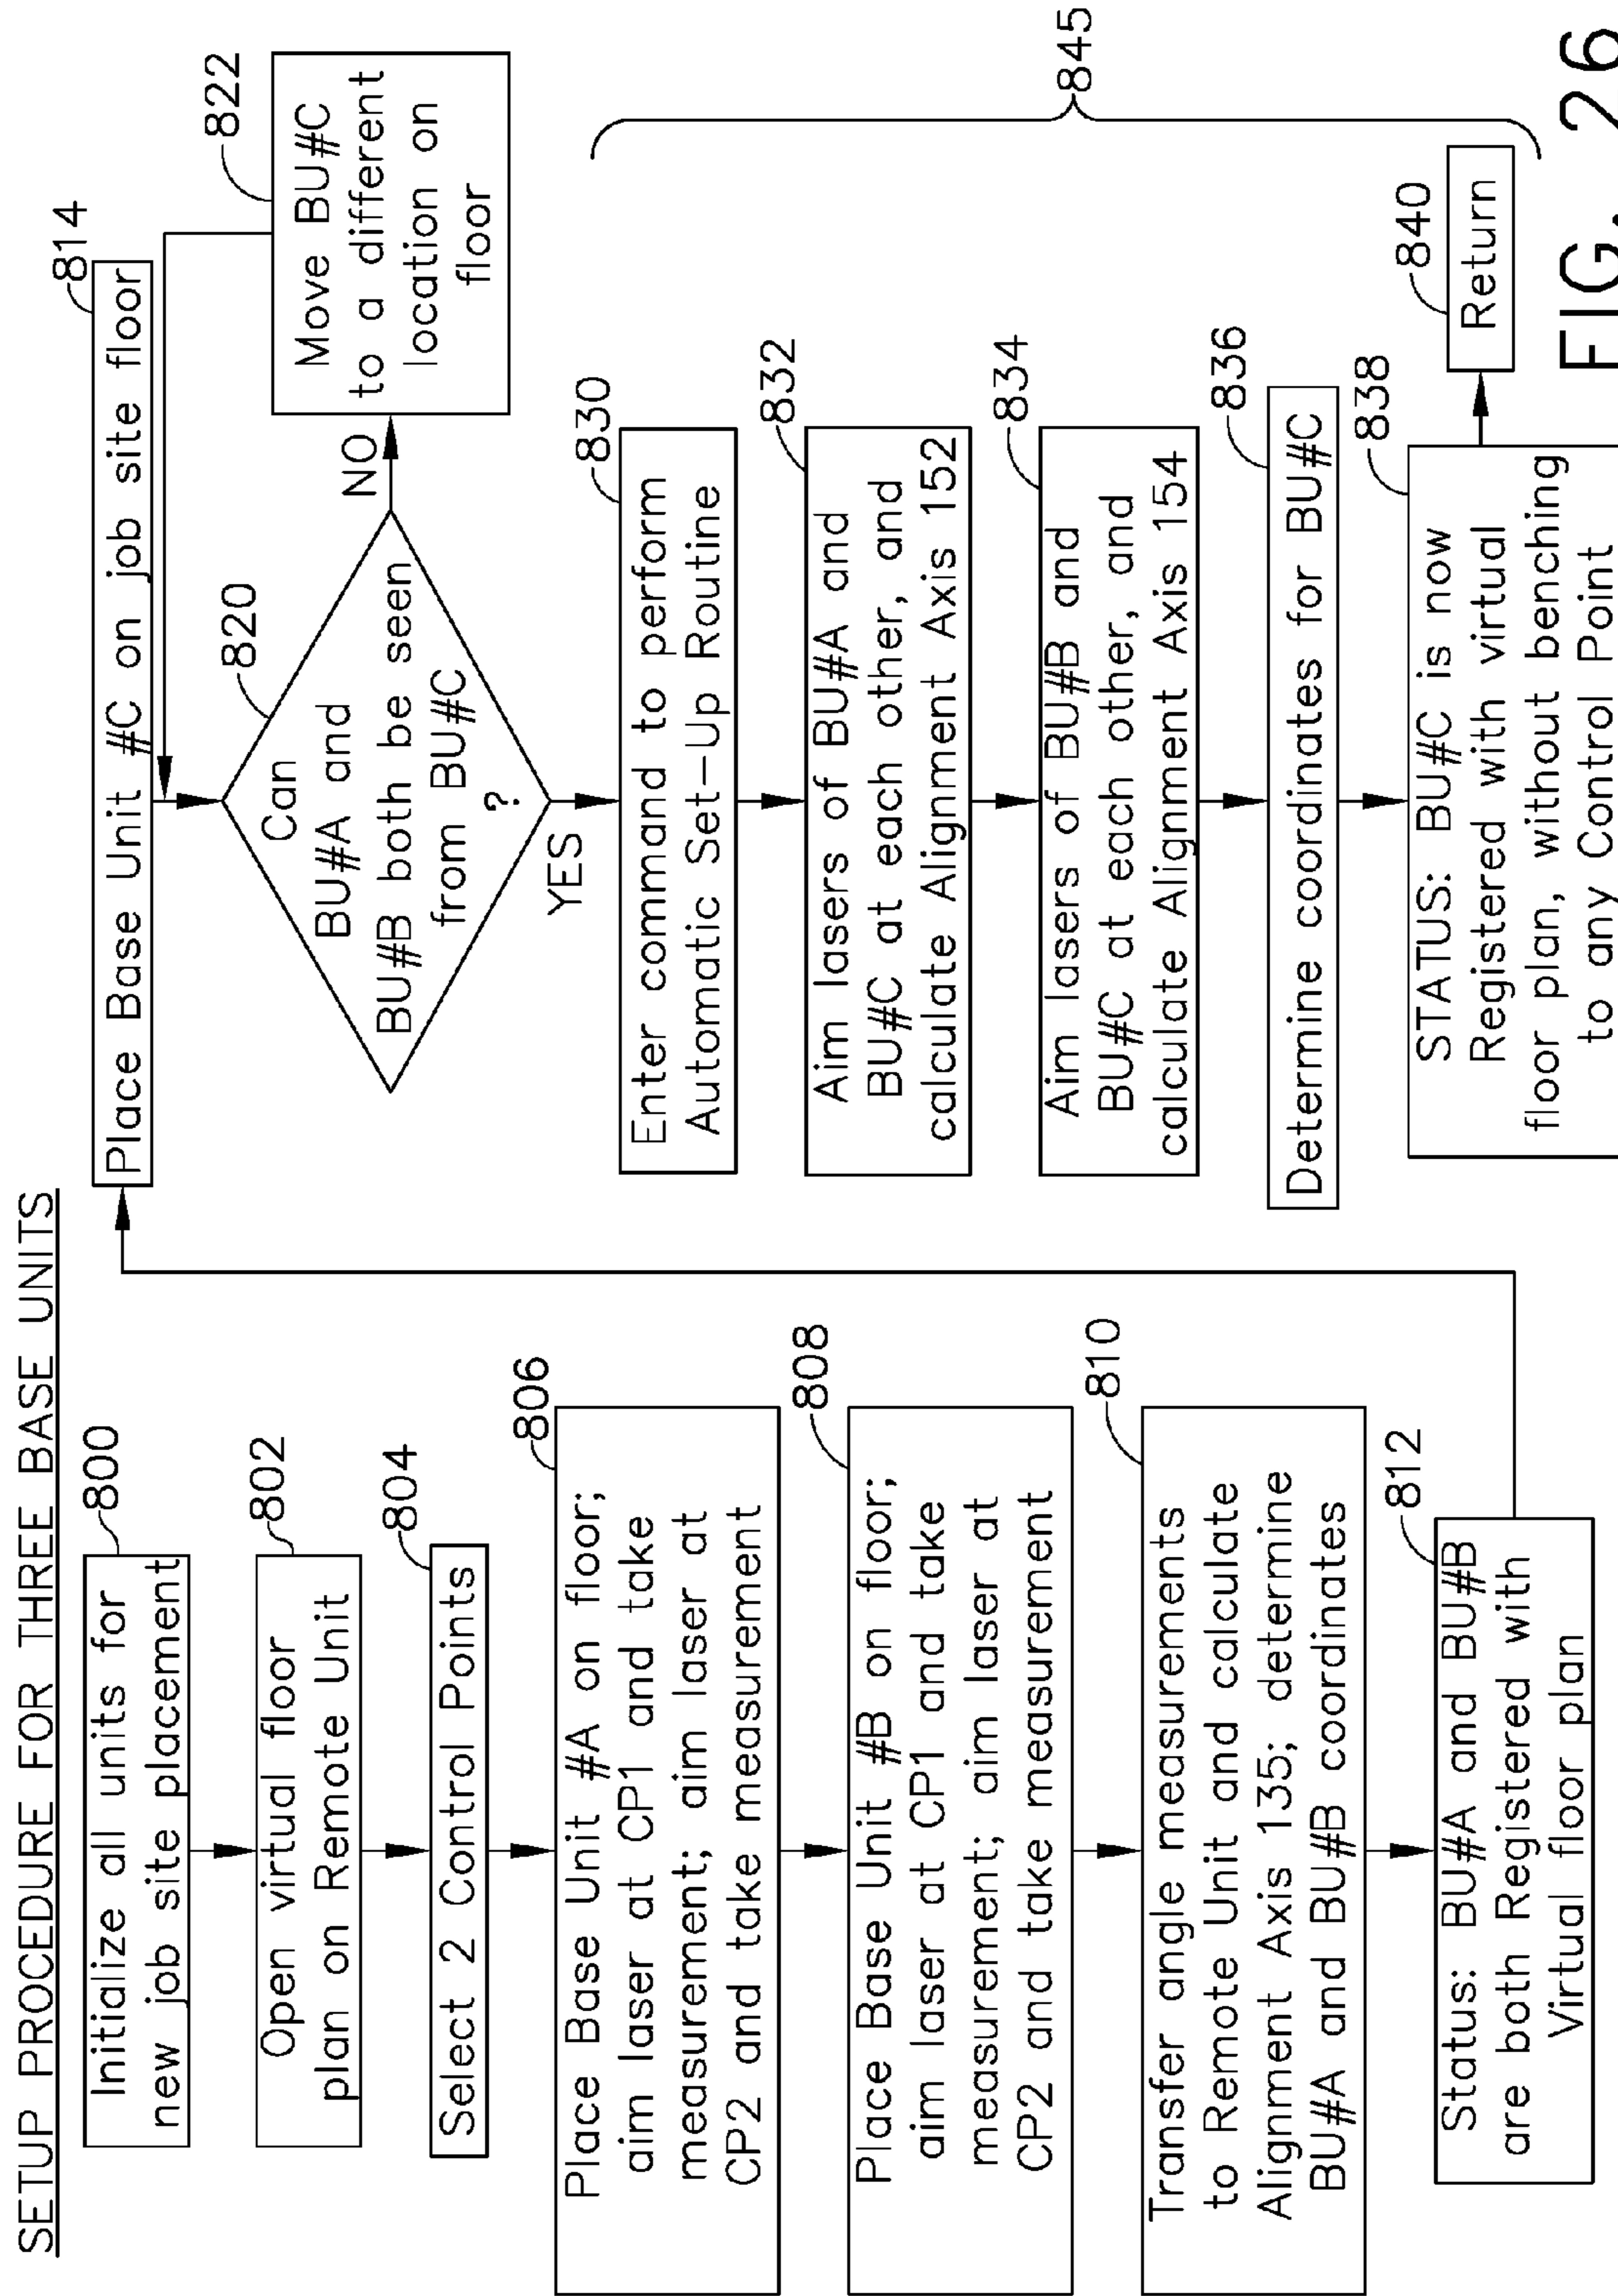 SETUP PROCEDURE FOR THREE BASE UNITS
800
Initialize all units for
new job site placement
802
Open virtual floor
plan on Remote Unit
804
Select 2 Control Points
806
Place Base Unit #A on floor;
aim laser at CP1 and take
measurement; aim laser at
CP2 and take measurement
808
Place Base Unit #B on floor;
aim laser at CP1 and take
measurement; aim laser at
CP2 and take measurement
810
Transfer angle measurements
to Remote Unit and calculate
Alignment Axis 135; determine
BU#A and BU#B coordinates
812
Status: BU#A and BU#B
are both Registered with
Virtual floor plan
814
Place Base Unit #C on job site floor
820
Can
BU#A and
BU#B both be seen
from BU#C
?
NO
YES
822
Move BU#C
to a different
location on
floor
830
Enter command to perform
Automatic Set-Up Routine
832
Aim lasers of BU#A and
BU#C at each other, and
calculate Alignment Axis 152
834
Aim lasers of BU#B and
BU#C at each other, and
calculate Alignment Axis 154
836
Determine coordinates for BU#C
838
STATUS: BU#C is now
Registered with virtual
floor plan, without benching
to any Control Point
840
Return
845
FIG. 26